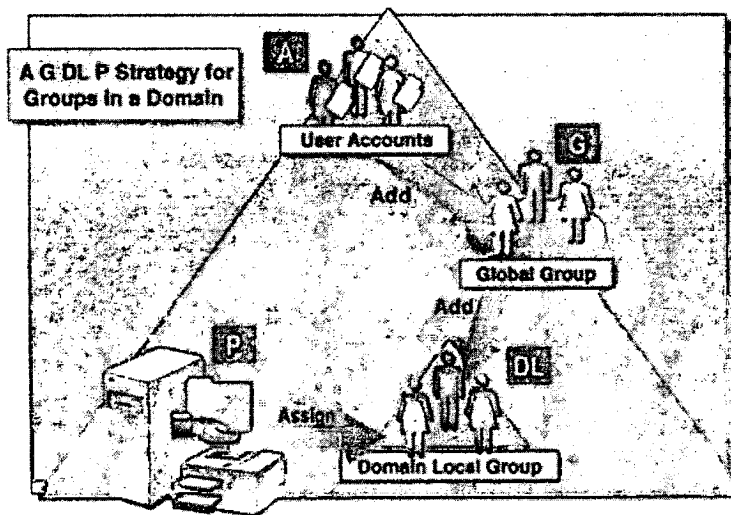 A G DL P Strategy for
Groups in a Domain
A
User Accounts
G
Add
Global Group
Add
P
DL
Assign
Domain Local Group